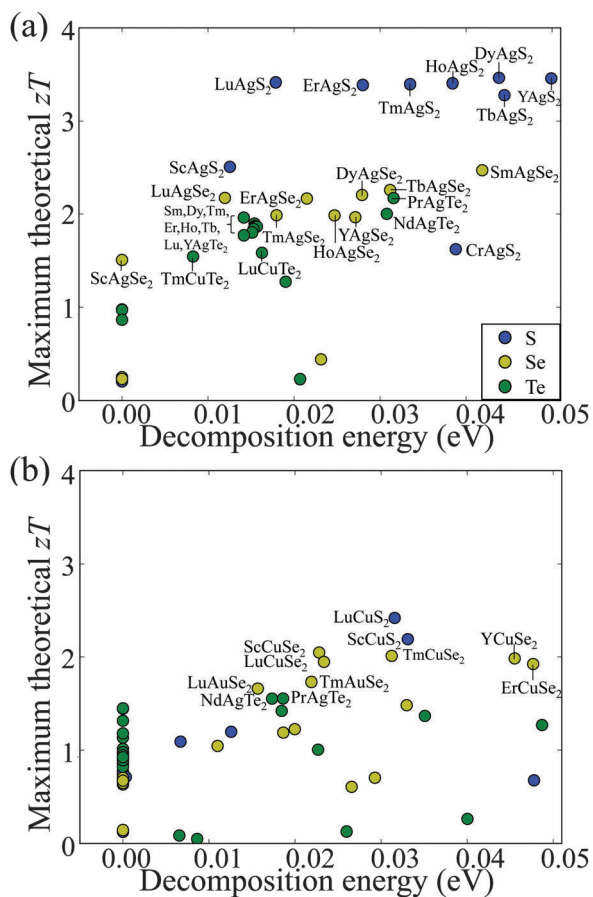 (a)
4
3
2
1
0
Maximum theoretical zT
DyAgS₂
HoAgS₂
LuAgS₂
ErAgS₂
TmAgS₂
YAgS₂
TbAgS₂
ScAgS₂
DyAgSe₂
SmAgSe₂
LuAgSe₂
ErAgSe₂
TbAgSe₂
PrAgTe₂
Sm,Dy,Tm,
Er,Ho,Tb,
Lu,YAgTe₂
NdAgTe₂
TmAgSe₂
YAgSe₂
HoAgSe₂
CrAgS₂
ScAgSe₂
TmCuTe₂
LuCuTe₂
S
Se
Te
0.00 0.01 0.02 0.03 0.04 0.05
Decomposition energy (eV)
(b)
4
3
2
1
0
Maximum theoretical zT
LuCuS₂
ScCuSe₂
ScCuS₂
YCuSe₂
LuCuSe₂
TmCuSe₂
LuAuSe₂
TmAuSe₂
ErCuSe₂
NdAgTe₂
PrAgTe₂
0.00 0.01 0.02 0.03 0.04 0.05
Decomposition energy (eV)